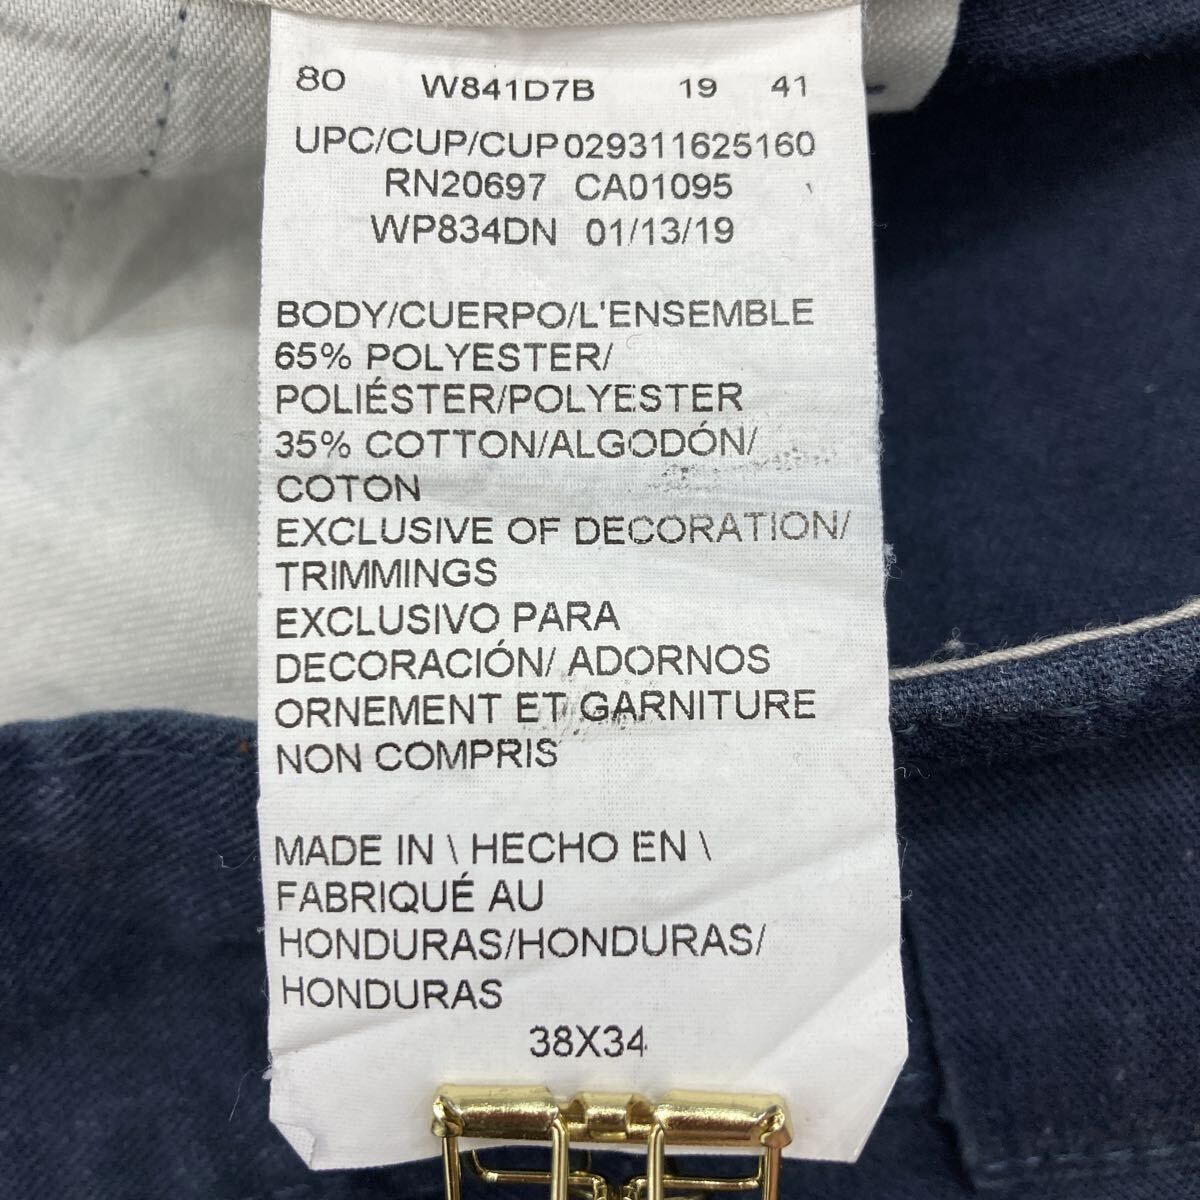 80 W841D7B 19 41
UPC/CUP/CUP029311625160
RN20697 CA01095
WP834DN 01/13/19
BODY/CUERPO/L'ENSEMBLE
65% POLYESTER/
POLIÉSTER/POLYESTER
35% COTTON/ALGODÓN/
COTON
EXCLUSIVE OF DECORATION/
TRIMMINGS
EXCLUSIVO PARA
DECORACIÓN/ ADORNOS
ORNEMENT ET GARNITURE
NON COMPRIS
MADE IN \ HECHO EN \
FABRIQUÉ AU
HONDURAS/HONDURAS/
HONDURAS
38X34